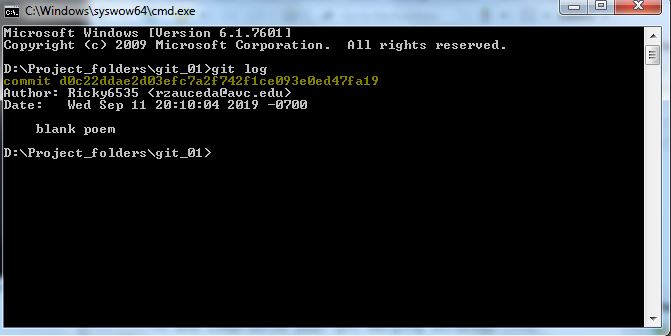 C:\Windows\syswow64\cmd.exe
Microsoft Windows [Version 6.1.7601]
Copyright (c) 2009 Microsoft Corporation.  All rights reserved.
D:\Project_folders\git_01>git log
commit d0c22ddae2d03efc7a2f742f1ce093e0ed47fa19
Author: Ricky6535 <rzauceda@avc.edu>
Date:   Wed Sep 11 20:10:04 2019 -0700
    blank poem
D:\Project_folders\git_01>